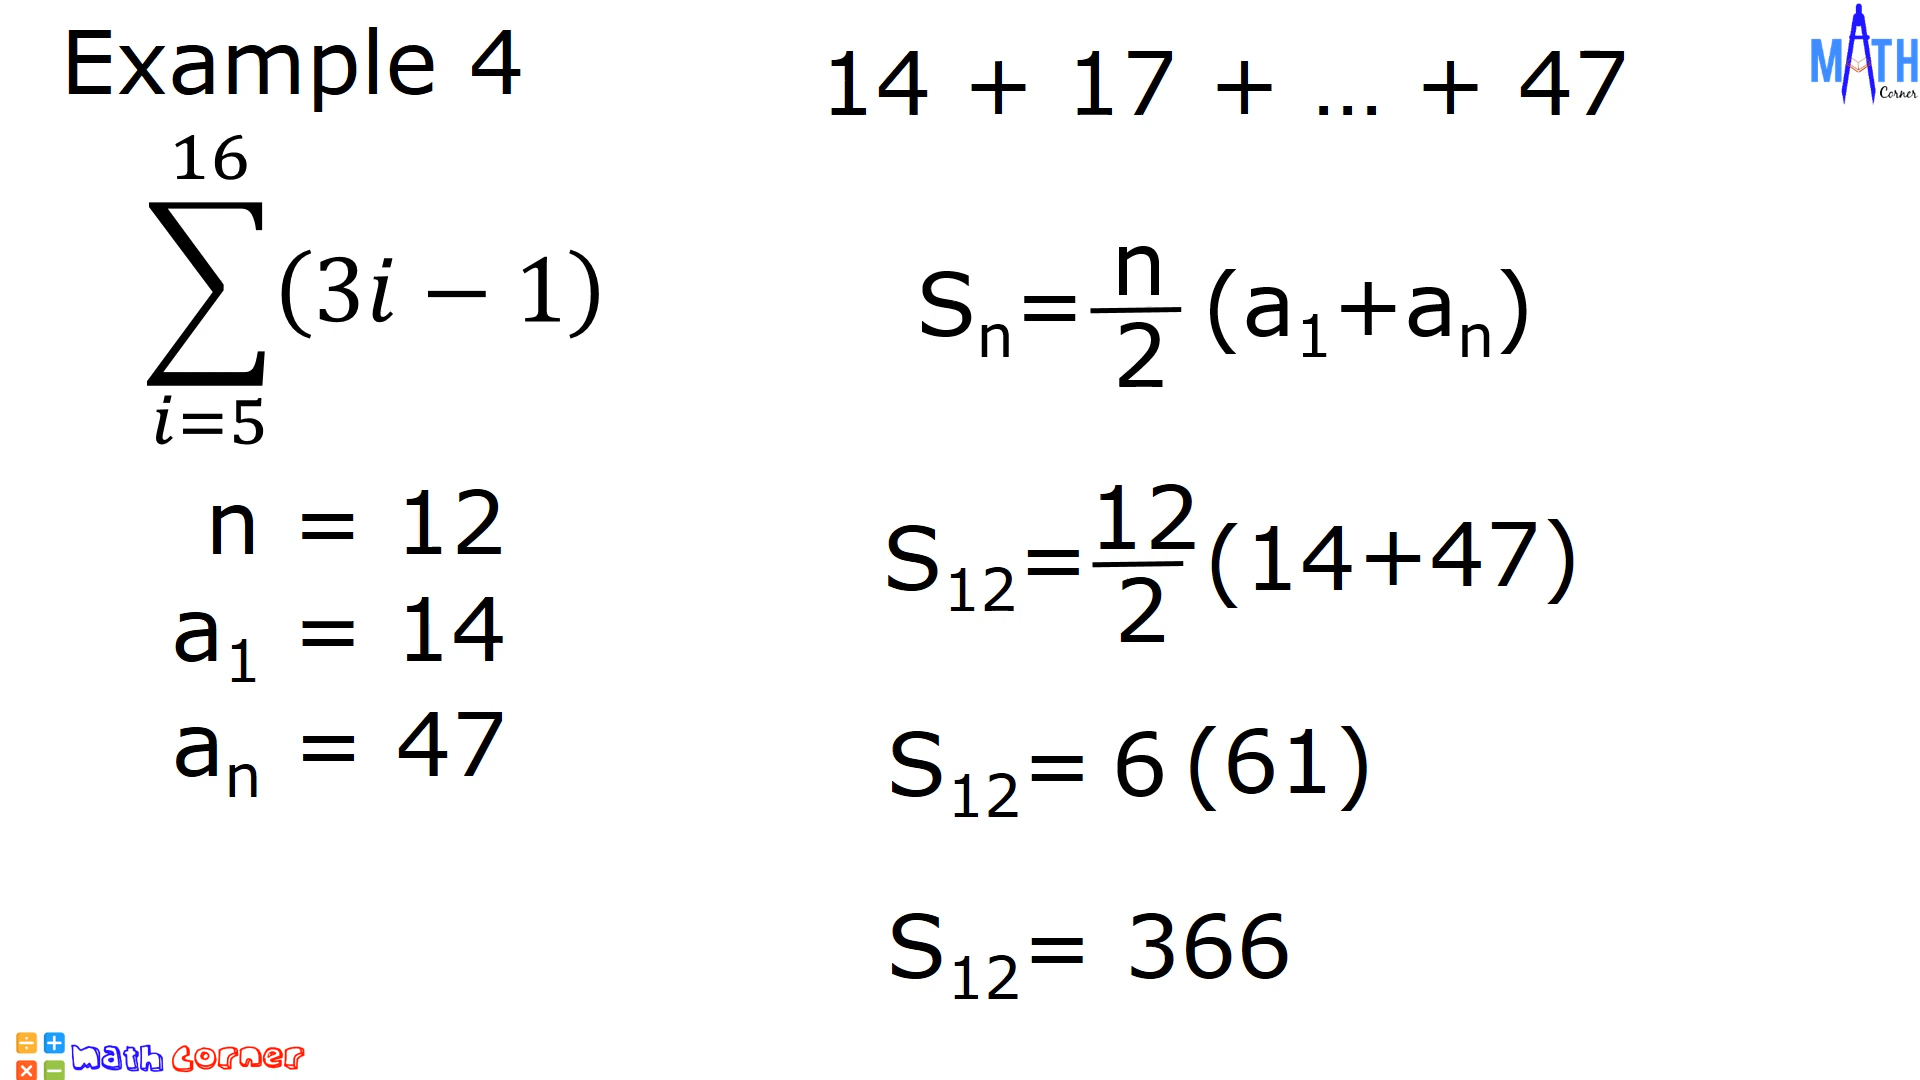 Example 4
16
∑(3i − 1)
i=5
n = 12
a₁ = 14
aₙ = 47
14 + 17 + ... + 47
MATH
Corner
Sₙ= n/2 (a₁+aₙ)
S₁₂= 12/2 (14+47)
S₁₂= 6 (61)
S₁₂= 366
÷ + × − math corner